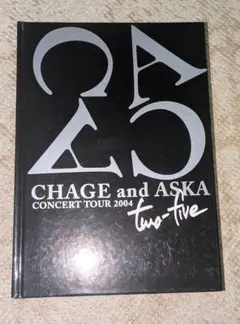 C A
C A
CHAGE and ASKA
CONCERT TOUR 2004
two-five